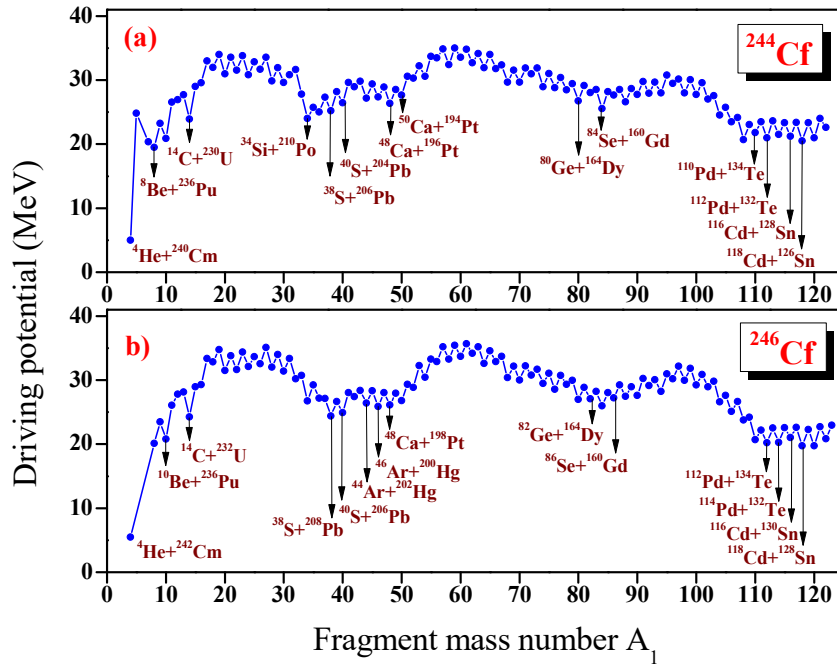 40
30
20
10
0
(a)
²⁴⁴Cf
¹⁴C+²³⁰U
⁸Be+²³⁶Pu
⁴He+²⁴⁰Cm
³⁴Si+²¹⁰Po
³⁸S+²⁰⁶Pb
⁴⁰S+²⁰⁴Pb
⁴⁸Ca+¹⁹⁶Pt
⁵⁰Ca+¹⁹⁴Pt
⁸⁰Ge+¹⁶⁴Dy
⁸⁴Se+¹⁶⁰Gd
¹¹⁰Pd+¹³⁴Te
¹¹²Pd+¹³²Te
¹¹⁶Cd+¹²⁸Sn
¹¹⁸Cd+¹²⁶Sn
0 10 20 30 40 50 60 70 80 90 100 110 120
Driving potential (MeV)
40
30
20
10
0
b)
²⁴⁶Cf
¹⁴C+²³²U
¹⁰Be+²³⁶Pu
⁴He+²⁴²Cm
³⁸S+²⁰⁸Pb
⁴⁰S+²⁰⁶Pb
⁴⁴Ar+²⁰²Hg
⁴⁶Ar+²⁰⁰Hg
⁴⁸Ca+¹⁹⁸Pt
⁸²Ge+¹⁶⁴Dy
⁸⁶Se+¹⁶⁰Gd
¹¹²Pd+¹³⁴Te
¹¹⁴Pd+¹³²Te
¹¹⁶Cd+¹³⁰Sn
¹¹⁸Cd+¹²⁸Sn
0 10 20 30 40 50 60 70 80 90 100 110 120
Fragment mass number A₁